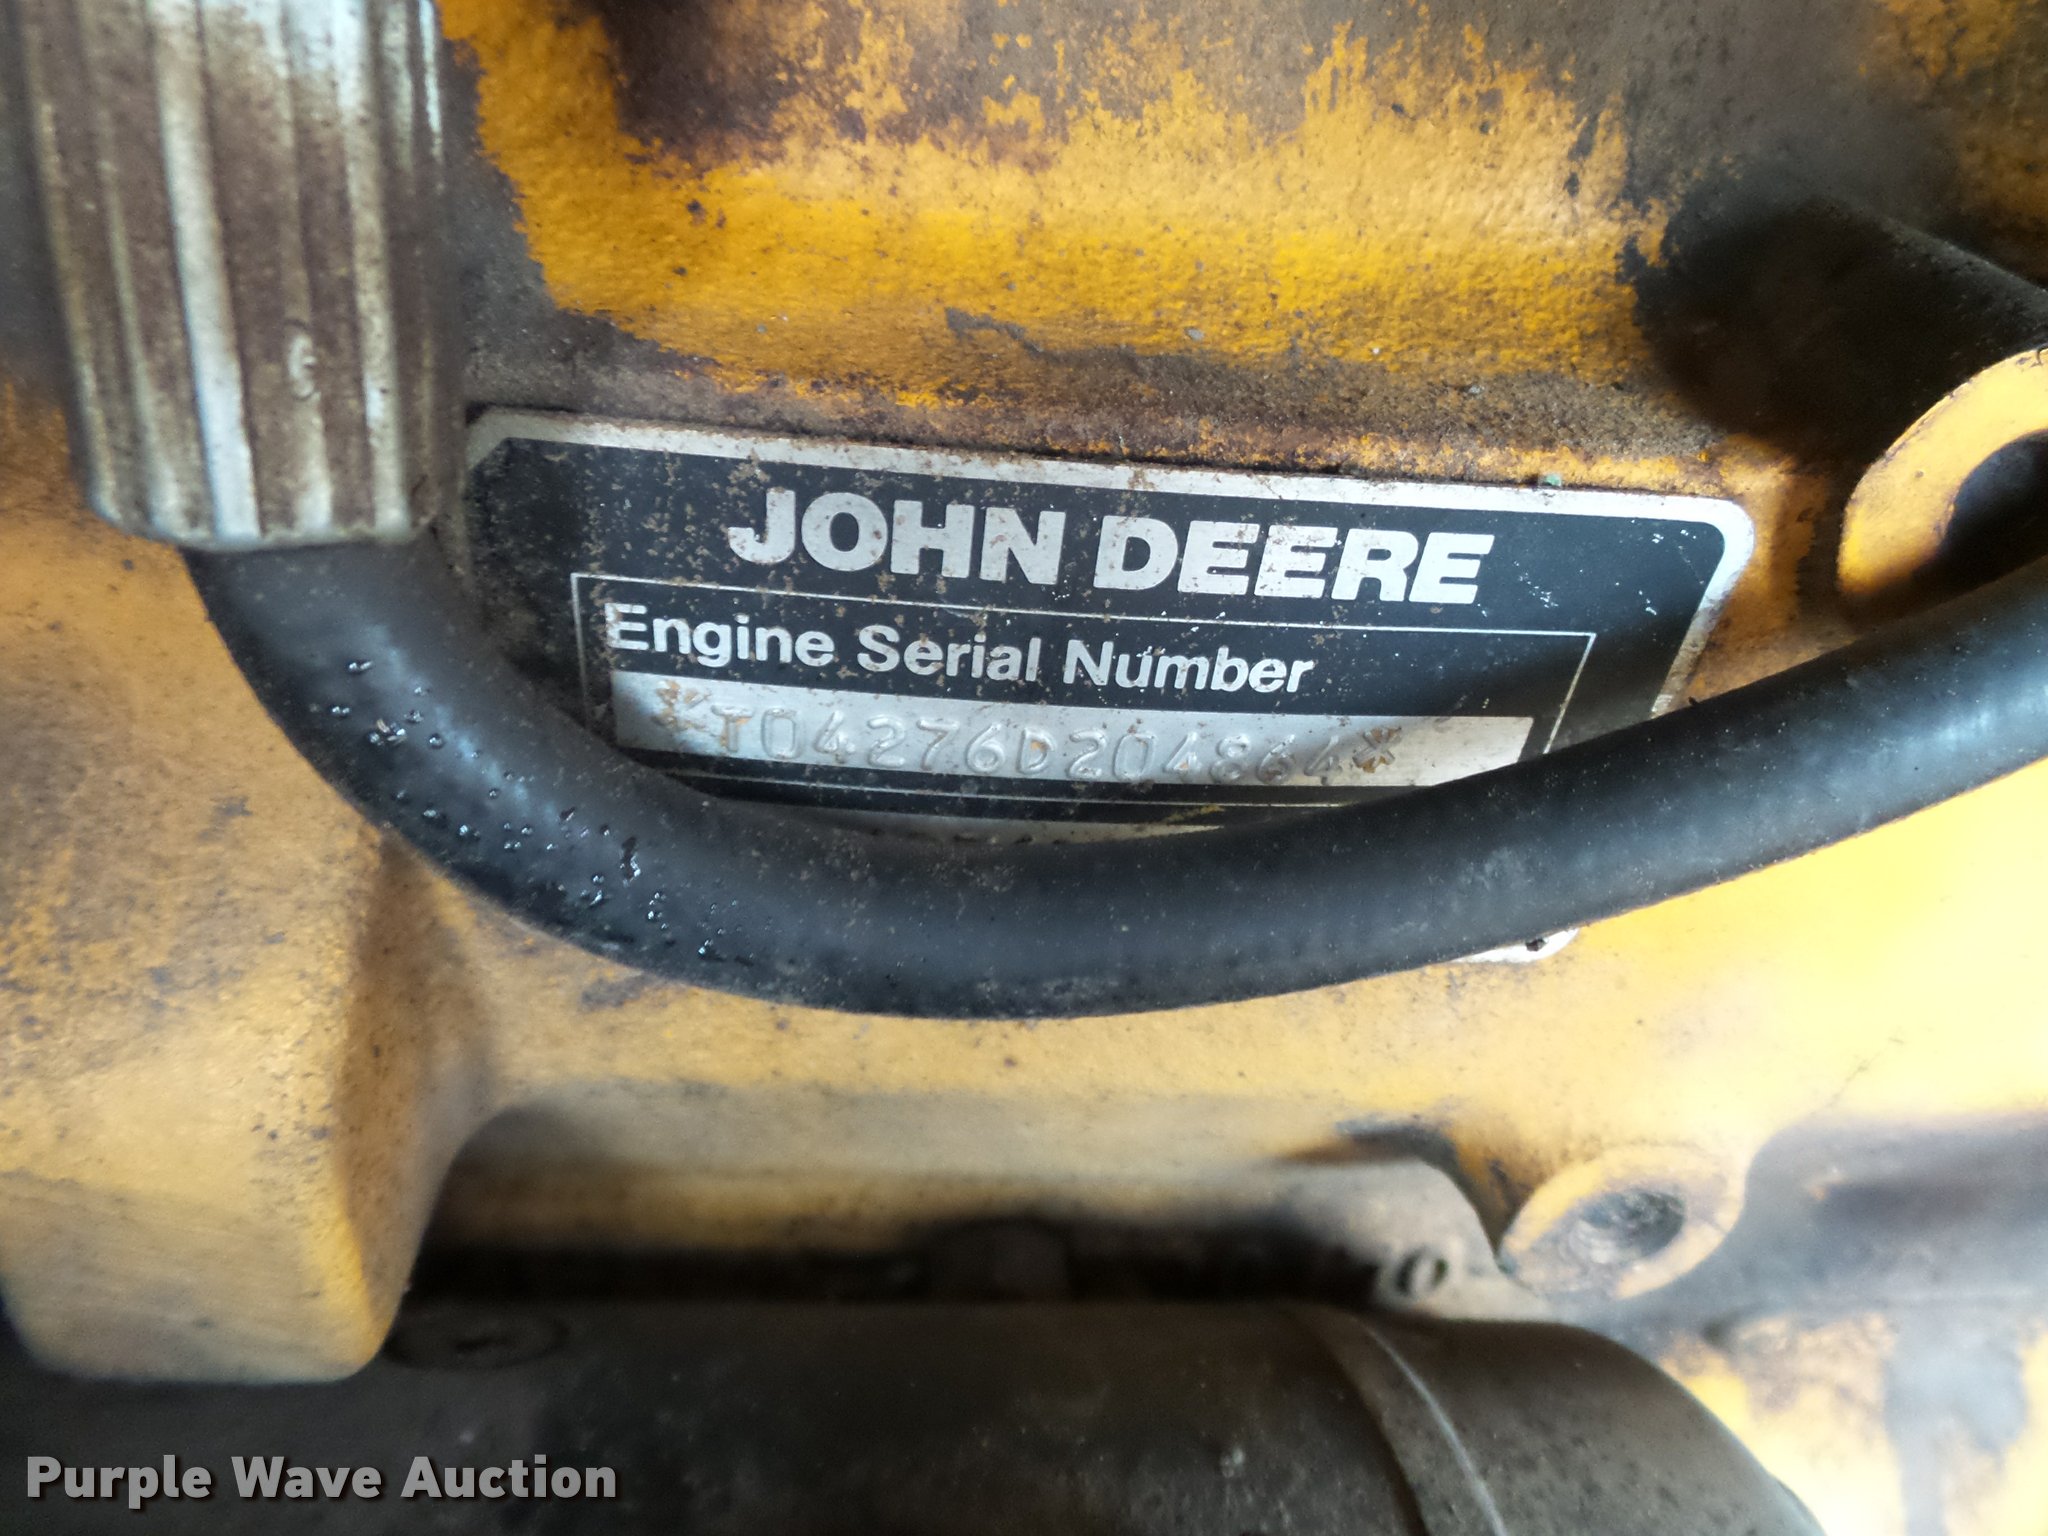 JOHN DEERE
Engine Serial Number
*T04276D204864*
Purple Wave Auction